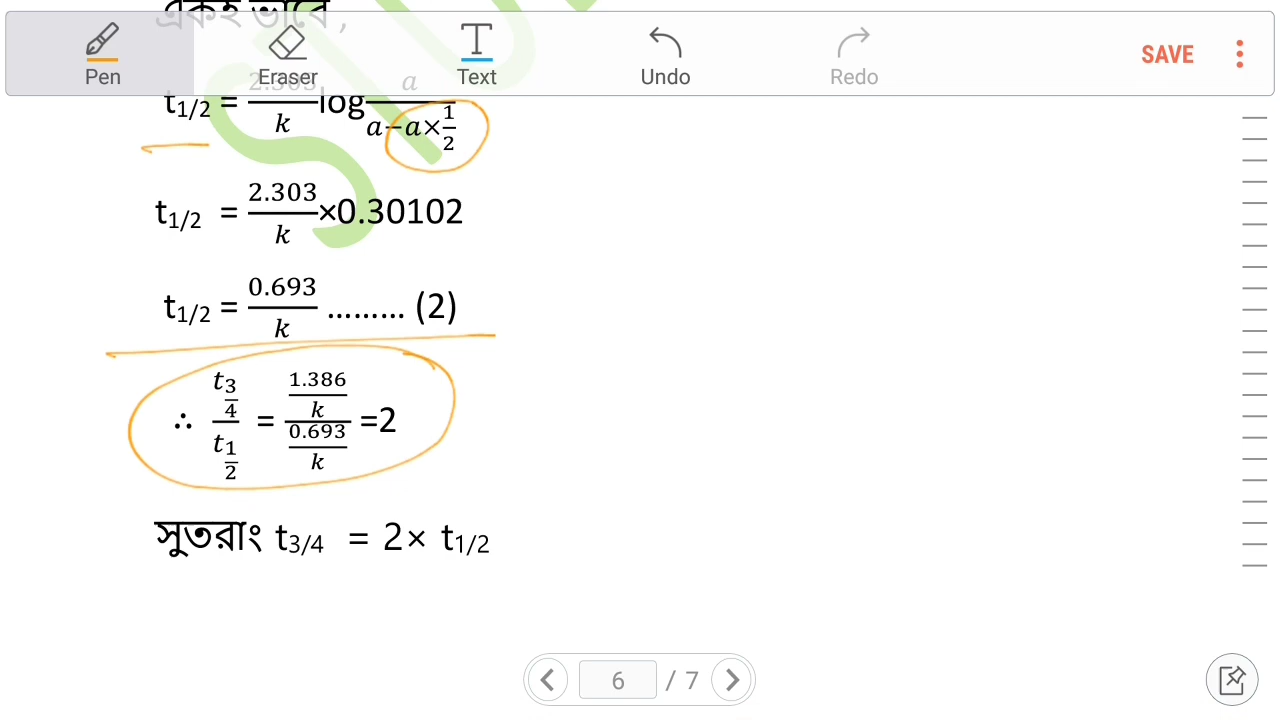 একই ভাবে ,
Pen Eraser Text Undo Redo SAVE
t1/2 = 2.303/k log a/(a−a×1/2)
t1/2 = 2.303/k ×0.30102
t1/2 = 0.693/k ......... (2)
∴ t3/4 / t1/2 = (1.386/k)/(0.693/k) =2
সুতরাং t3/4 = 2× t1/2
6 / 7